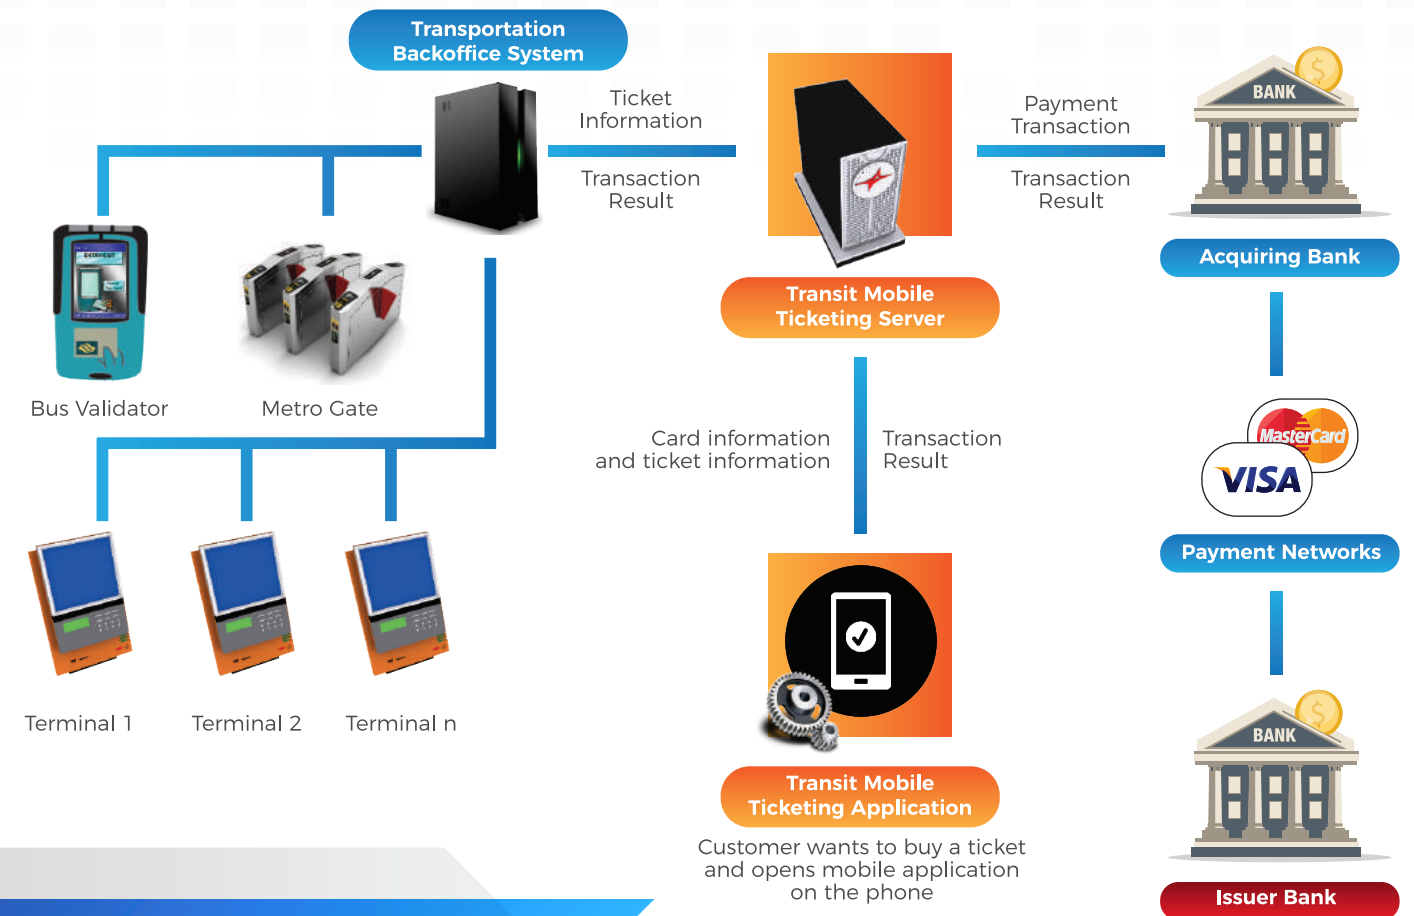 Transportation
Backoffice System
Ticket
Information
Transaction
Result
Payment
Transaction
Transaction
Result
BANK
Acquiring Bank
Transit Mobile
Ticketing Server
Bus Validator
Metro Gate
Card information
and ticket information
Transaction
Result
MasterCard
VISA
Payment Networks
Terminal 1
Terminal 2
Terminal n
BANK
Transit Mobile
Ticketing Application
Customer wants to buy a ticket
and opens mobile application
on the phone
Issuer Bank